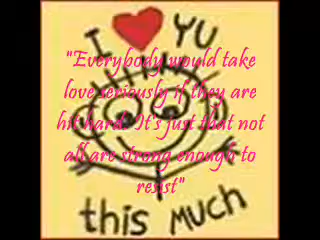 I YU
"Everybody would take
love seriously if they are
hit hard. It's just that not
all are strong enough to
resist"
this MUCH